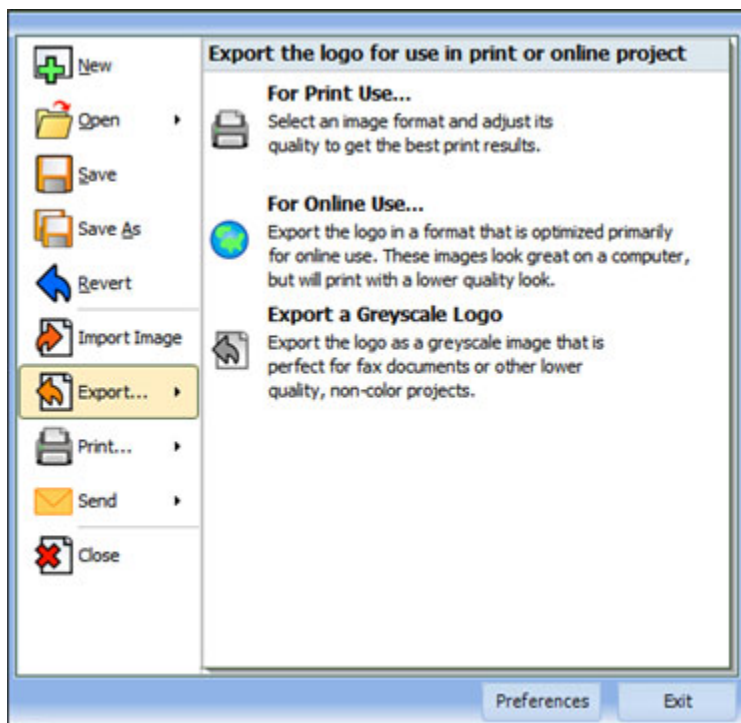 New
Open
Save
Save As
Revert
Import Image
Export...
Print...
Send
Close
Export the logo for use in print or online project
For Print Use...
Select an image format and adjust its
quality to get the best print results.
For Online Use...
Export the logo in a format that is optimized primarily
for online use. These images look great on a computer,
but will print with a lower quality look.
Export a Greyscale Logo
Export the logo as a greyscale image that is
perfect for fax documents or other lower
quality, non-color projects.
Preferences
Exit